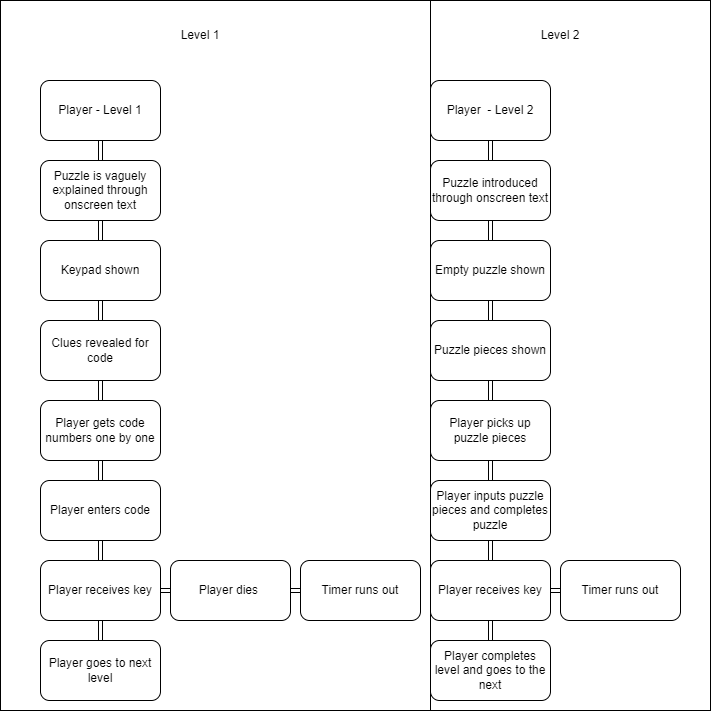 Level 1
Player - Level 1
Puzzle is vaguely
explained through
onscreen text
Keypad shown
Clues revealed for
code
Player gets code
numbers one by one
Player enters code
Player receives key
Player dies
Timer runs out
Player goes to next
level
Level 2
Player - Level 2
Puzzle introduced
through onscreen text
Empty puzzle shown
Puzzle pieces shown
Player picks up
puzzle pieces
Player inputs puzzle
pieces and completes
puzzle
Player receives key
Timer runs out
Player completes
level and goes to the
next